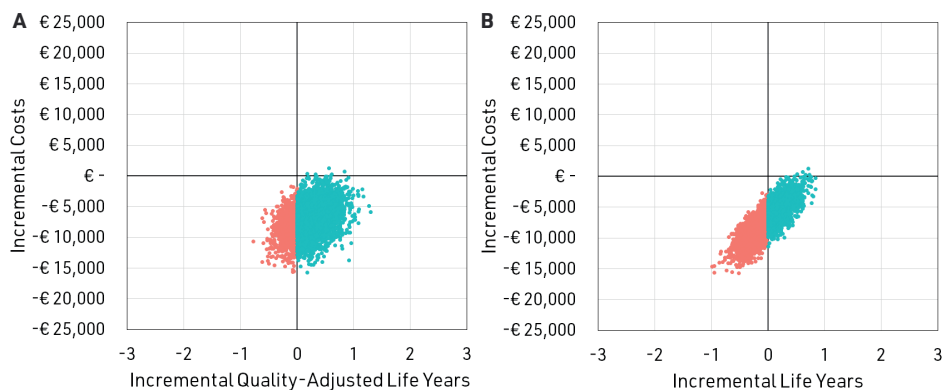 A
€ 25,000
€ 20,000
€ 15,000
€ 10,000
€ 5,000
€ -
-€ 5,000
-€ 10,000
-€ 15,000
-€ 20,000
-€ 25,000
Incremental Costs
-3 -2 -1 0 1 2 3
Incremental Quality-Adjusted Life Years
B
€ 25,000
€ 20,000
€ 15,000
€ 10,000
€ 5,000
€ -
-€ 5,000
-€ 10,000
-€ 15,000
-€ 20,000
-€ 25,000
Incremental Costs
-3 -2 -1 0 1 2 3
Incremental Life Years